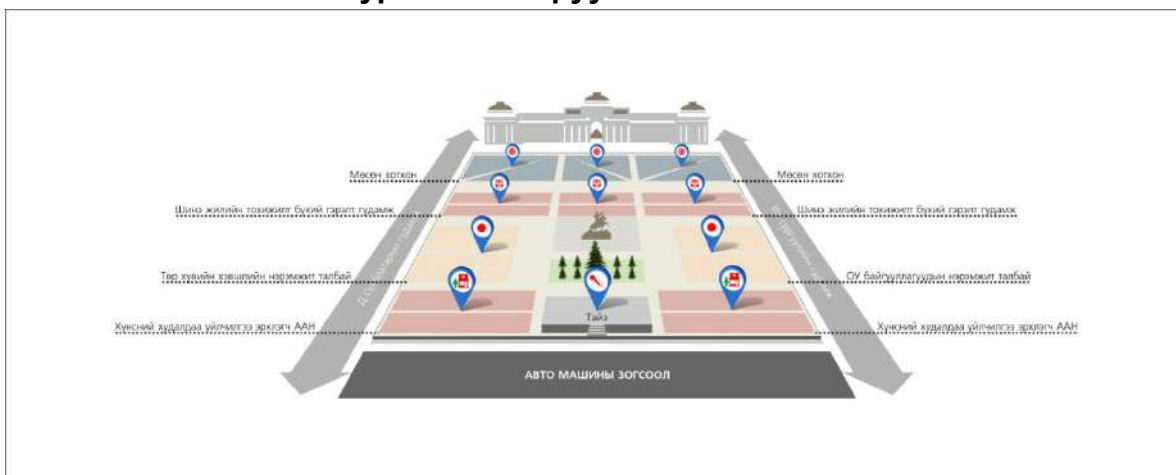 Мөсөн хотхон
Мөсөн хотхон
Шинэ жилийн тохижилт бүхий гэрэлт гудамж
Шинэ жилийн тохижилт бүхий гэрэлт гудамж
Төр хувийн хэвшлийн нэрэмжит талбай
ОУ байгууллагуудын нэрэмжит талбай
Тайз
Хүнсний худалдаа үйлчилгээ эрхлэгч ААН
Хүнсний худалдаа үйлчилгээ эрхлэгч ААН
АВТО МАШИНЫ ЗОГСООЛ